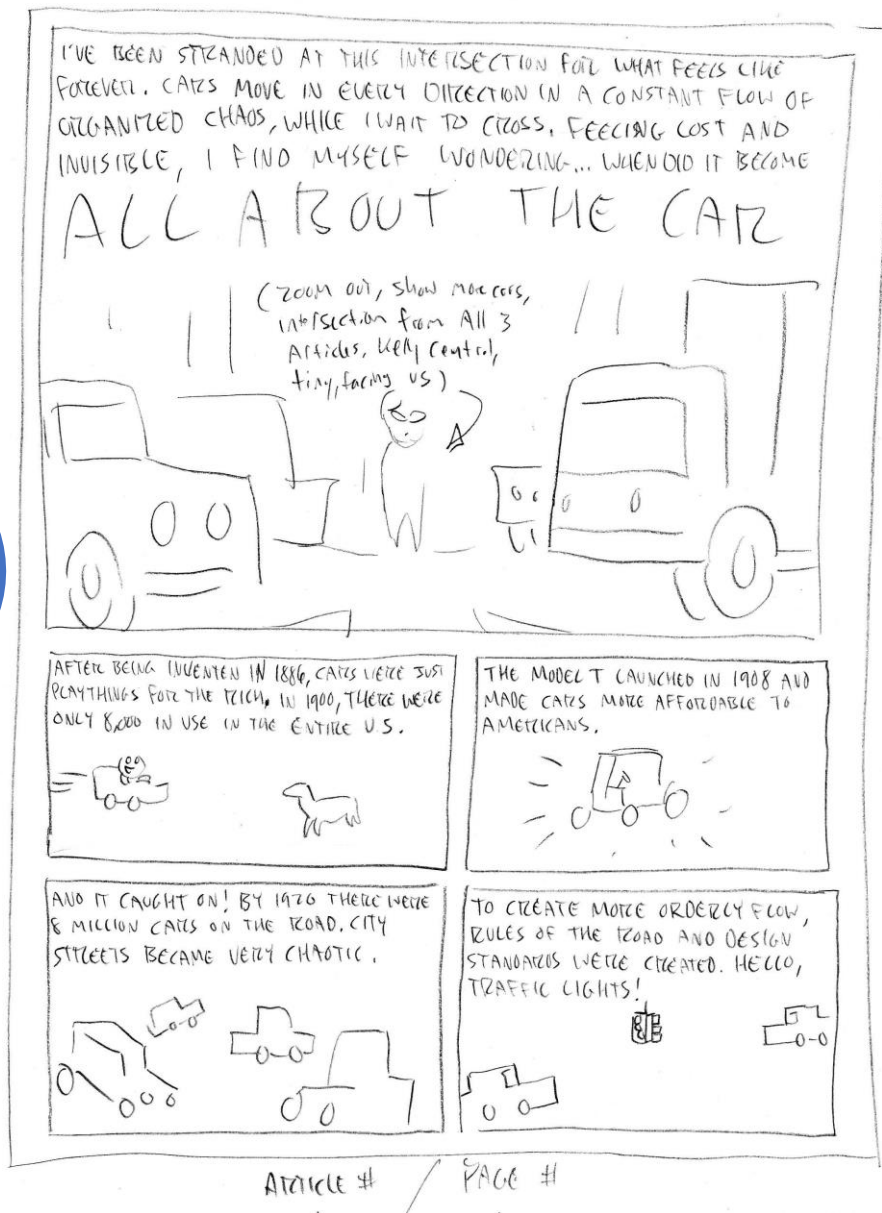 I'VE BEEN STRANDED AT THIS INTERSECTION FOR WHAT FEELS LIKE
FOREVER. CARS MOVE IN EVERY DIRECTION IN A CONSTANT FLOW OF
ORGANIZED CHAOS, WHILE I WAIT TO CROSS. FEELING LOST AND
INVISIBLE, I FIND MYSELF WONDERING... WHEN DID IT BECOME
ALL ABOUT THE CAR
(ZOOM OUT, show more cars,
intersection from All 3
Articles, Kelly central,
tiny, facing us)
AFTER BEING INVENTEN IN 1886, CARS WERE JUST
PLAYTHINGS FOR THE RICH. IN 1900, THERE WERE
ONLY 8,000 IN USE IN THE ENTIRE U.S.
THE MODEL T LAUNCHED IN 1908 AND
MADE CARS MORE AFFORDABLE TO
AMERICANS.
AND IT CAUGHT ON! BY 1920 THERE WERE
8 MILLION CARS ON THE ROAD. CITY
STREETS BECAME VERY CHAOTIC.
TO CREATE MORE ORDERLY FLOW,
RULES OF THE ROAD AND DESIGN
STANDARDS WERE CREATED. HELLO,
TRAFFIC LIGHTS!
ARTICLE # / PAGE #